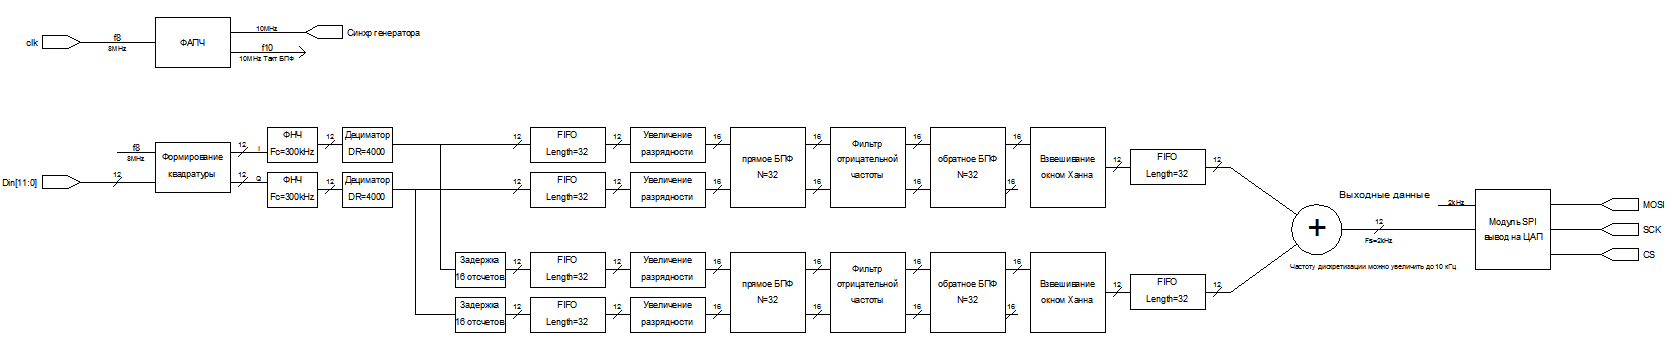 clk
f8
8MHz
ФАПЧ
10MHz
Синхр генератора
f10
10MHz Такт БПФ
f8
8MHz
Din[11:0]
12
Формирование
квадратуры
12
I
12
Q
ФНЧ
Fc=300kHz
12
Дециматор
DR=4000
12
FIFO
Length=32
12
Увеличение
разрядности
16
ФНЧ
Fc=300kHz
12
Дециматор
DR=4000
12
FIFO
Length=32
12
Увеличение
разрядности
16
прямое БПФ
N=32
16
16
Фильтр
отрицательной
частоты
16
16
обратное БПФ
N=32
16
16
Взвешивание
окном Ханна
12
FIFO
Length=32
12
Задержка
16 отсчетов
12
FIFO
Length=32
12
Увеличение
разрядности
16
Задержка
16 отсчетов
12
FIFO
Length=32
12
Увеличение
разрядности
16
прямое БПФ
N=32
16
16
Фильтр
отрицательной
частоты
16
16
обратное БПФ
N=32
16
16
Взвешивание
окном Ханна
12
FIFO
Length=32
12
+
Выходные данные
12
Fs=2kHz
Частоту дискретизации можно увеличить до 10 кГц
2kHz
Модуль SPI
вывод на ЦАП
MOSI
SCK
CS